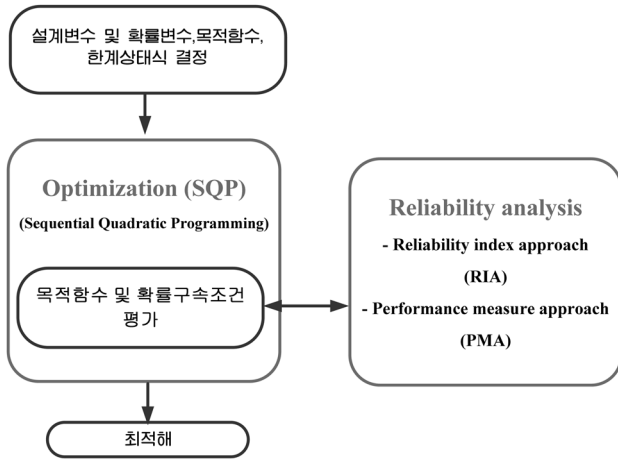 설계변수 및 확률변수,목적함수,
한계상태식 결정
Optimization (SQP)
(Sequential Quadratic Programming)
목적함수 및 확률구속조건
평가
Reliability analysis
- Reliability index approach
(RIA)
- Performance measure approach
(PMA)
최적해